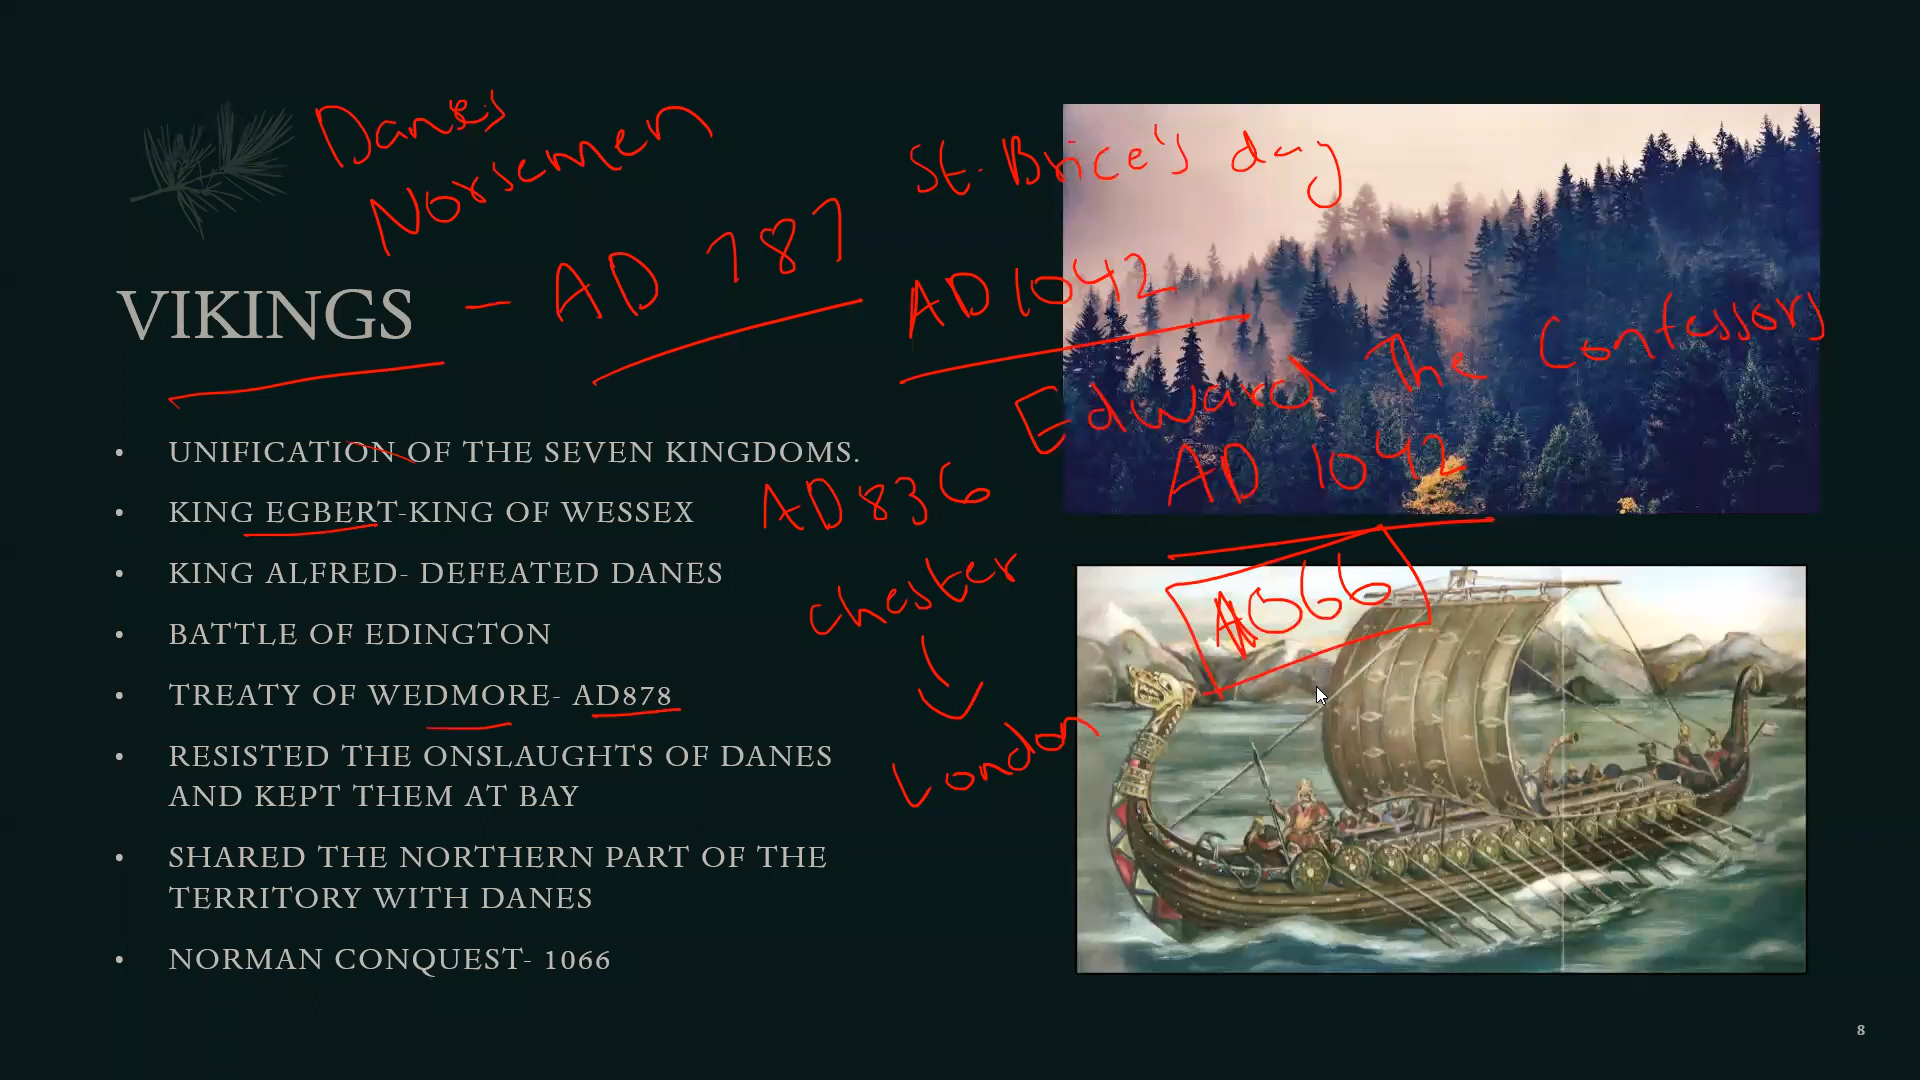 Danes
Norsemen
St. Brice's day
VIKINGS - AD 787
AD 1042
Edward The Confessors
AD 1042
• UNIFICATION OF THE SEVEN KINGDOMS.
• KING EGBERT-KING OF WESSEX
AD 836
• KING ALFRED- DEFEATED DANES
Chester
1066
• BATTLE OF EDINGTON
• TREATY OF WEDMORE- AD878
London
• RESISTED THE ONSLAUGHTS OF DANES
AND KEPT THEM AT BAY
• SHARED THE NORTHERN PART OF THE
TERRITORY WITH DANES
• NORMAN CONQUEST- 1066
8